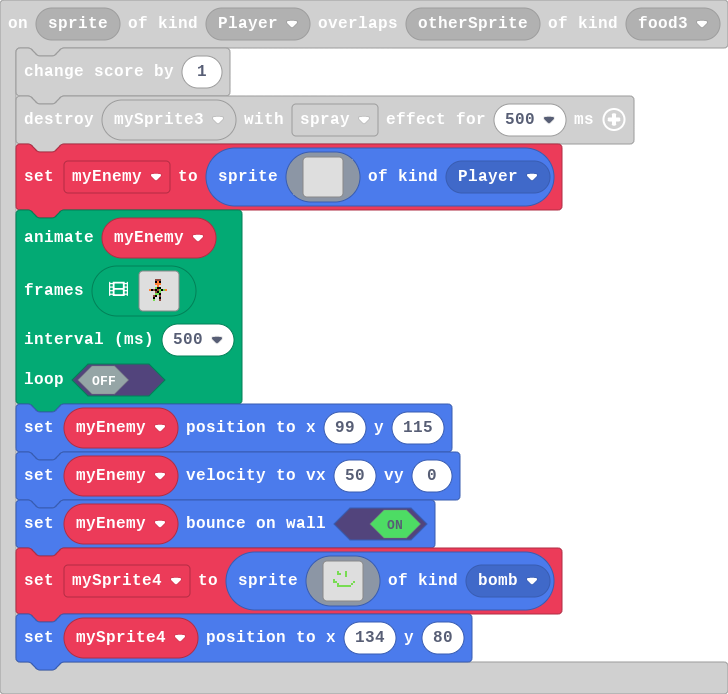 on sprite of kind Player overlaps otherSprite of kind food3
change score by 1
destroy mySprite3 with spray effect for 500 ms
set myEnemy to sprite of kind Player
animate myEnemy
frames
interval (ms) 500
loop OFF
set myEnemy position to x 99 y 115
set myEnemy velocity to vx 50 vy 0
set myEnemy bounce on wall ON
set mySprite4 to sprite of kind bomb
set mySprite4 position to x 134 y 80